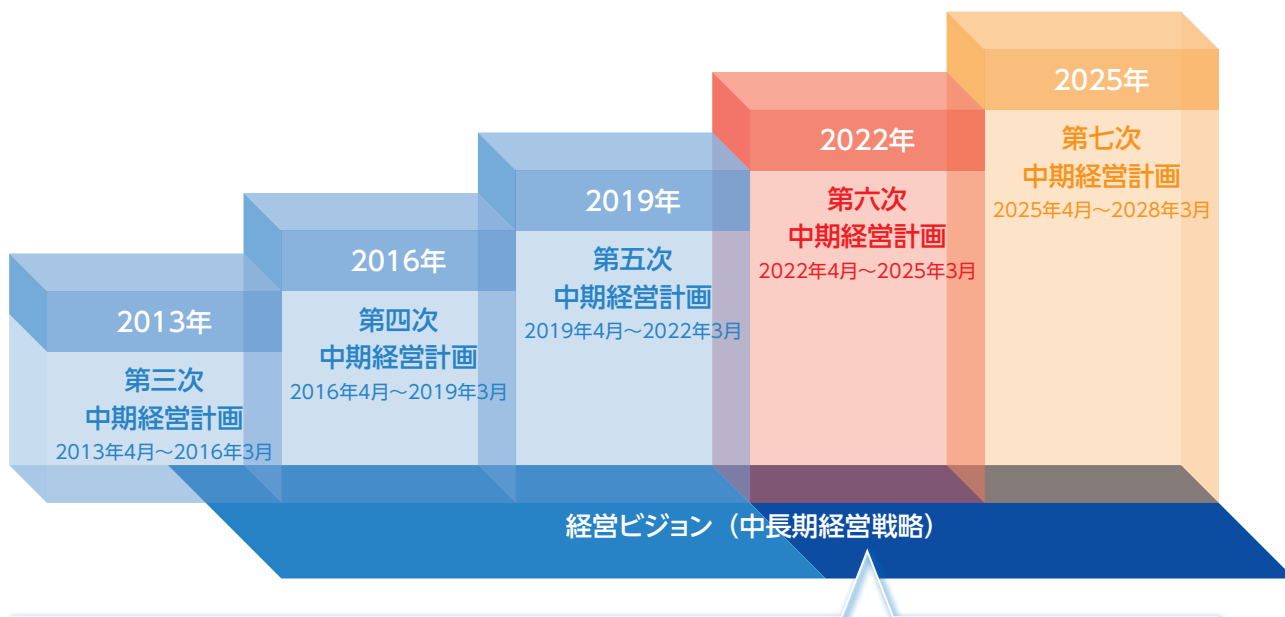 2013年
第三次
中期経営計画
2013年4月～2016年3月
2016年
第四次
中期経営計画
2016年4月～2019年3月
2019年
第五次
中期経営計画
2019年4月～2022年3月
2022年
第六次
中期経営計画
2022年4月～2025年3月
2025年
第七次
中期経営計画
2025年4月～2028年3月
経営ビジョン（中長期経営戦略）